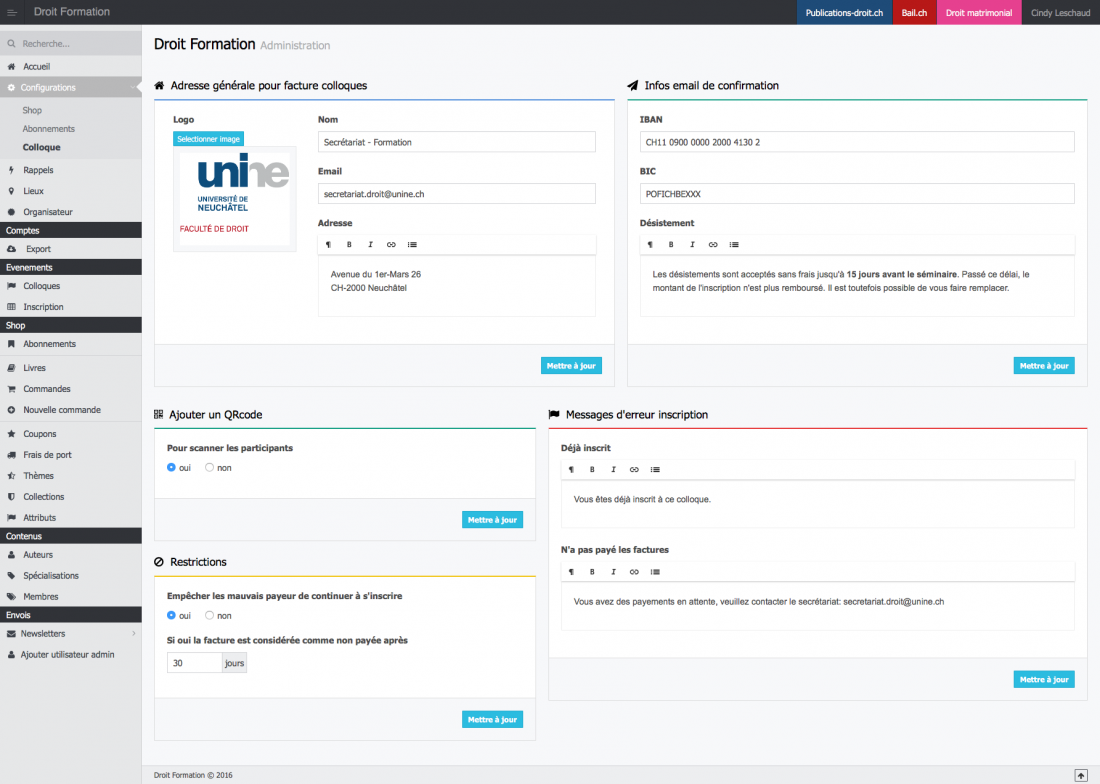 Droit Formation
Publications-droit.ch
Bail.ch
Droit matrimonial
Cindy Leschaud
Recherche...
Accueil
Configurations
Shop
Abonnements
Colloque
Rappels
Lieux
Organisateur
Comptes
Export
Evenements
Colloques
Inscription
Shop
Abonnements
Livres
Commandes
Nouvelle commande
Coupons
Frais de port
Thèmes
Collections
Attributs
Contenus
Auteurs
Spécialisations
Membres
Envois
Newsletters
Ajouter utilisateur admin
Droit Formation Administration
Adresse générale pour facture colloques
Logo
Selectionner image
unine
UNIVERSITÉ DE
NEUCHÂTEL
FACULTÉ DE DROIT
Nom
Secrétariat - Formation
Email
secretariat.droit@unine.ch
Adresse
¶ B I
Avenue du 1er-Mars 26
CH-2000 Neuchâtel
Mettre à jour
Infos email de confirmation
IBAN
CH11 0900 0000 2000 4130 2
BIC
POFICHBEXXX
Désistement
¶ B I
Les désistements sont acceptés sans frais jusqu'à 15 jours avant le séminaire. Passé ce délai, le
montant de l'inscription n'est plus remboursé. Il est toutefois possible de vous faire remplacer.
Mettre à jour
Ajouter un QRcode
Pour scanner les participants
oui non
Mettre à jour
Restrictions
Empêcher les mauvais payeur de continuer à s'inscrire
oui non
Si oui la facture est considérée comme non payée après
30 jours
Mettre à jour
Messages d'erreur inscription
Déjà inscrit
¶ B I
Vous êtes déjà inscrit à ce colloque.
N'a pas payé les factures
¶ B I
Vous avez des payements en attente, veuillez contacter le secrétariat: secretariat.droit@unine.ch
Mettre à jour
Droit Formation © 2016